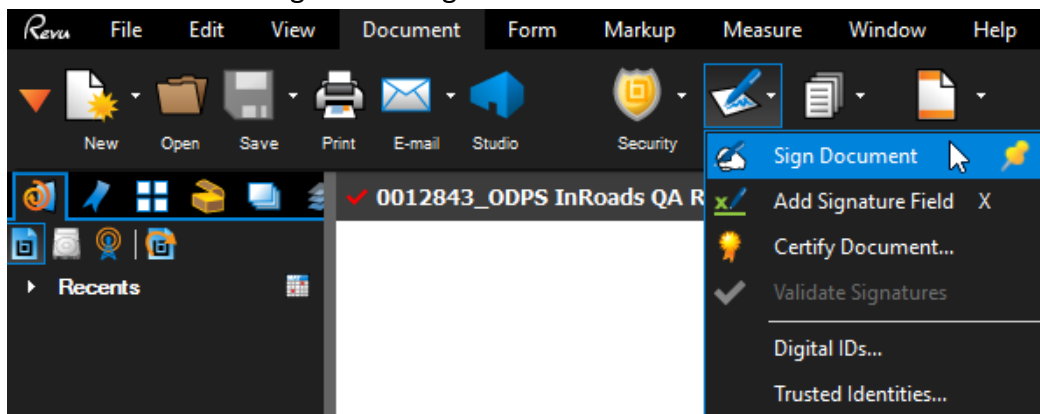 Revu File Edit View Document Form Markup Measure Window Help
New Open Save Print E-mail Studio Security
Sign Document
0012843_ODPS InRoads QA R
Add Signature Field X
Certify Document...
Recents
Validate Signatures
Digital IDs...
Trusted Identities...